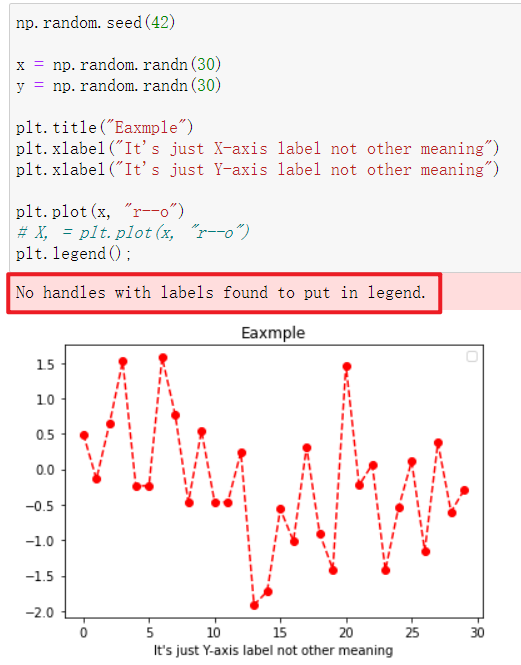 np.random.seed(42)
x = np.random.randn(30)
y = np.random.randn(30)
plt.title("Eaxmple")
plt.xlabel("It's just X-axis label not other meaning")
plt.xlabel("It's just Y-axis label not other meaning")
plt.plot(x, "r--o")
# X, = plt.plot(x, "r--o")
plt.legend();
No handles with labels found to put in legend.
Eaxmple
1.5
1.0
0.5
0.0
−0.5
−1.0
−1.5
−2.0
0 5 10 15 20 25 30
It's just Y-axis label not other meaning